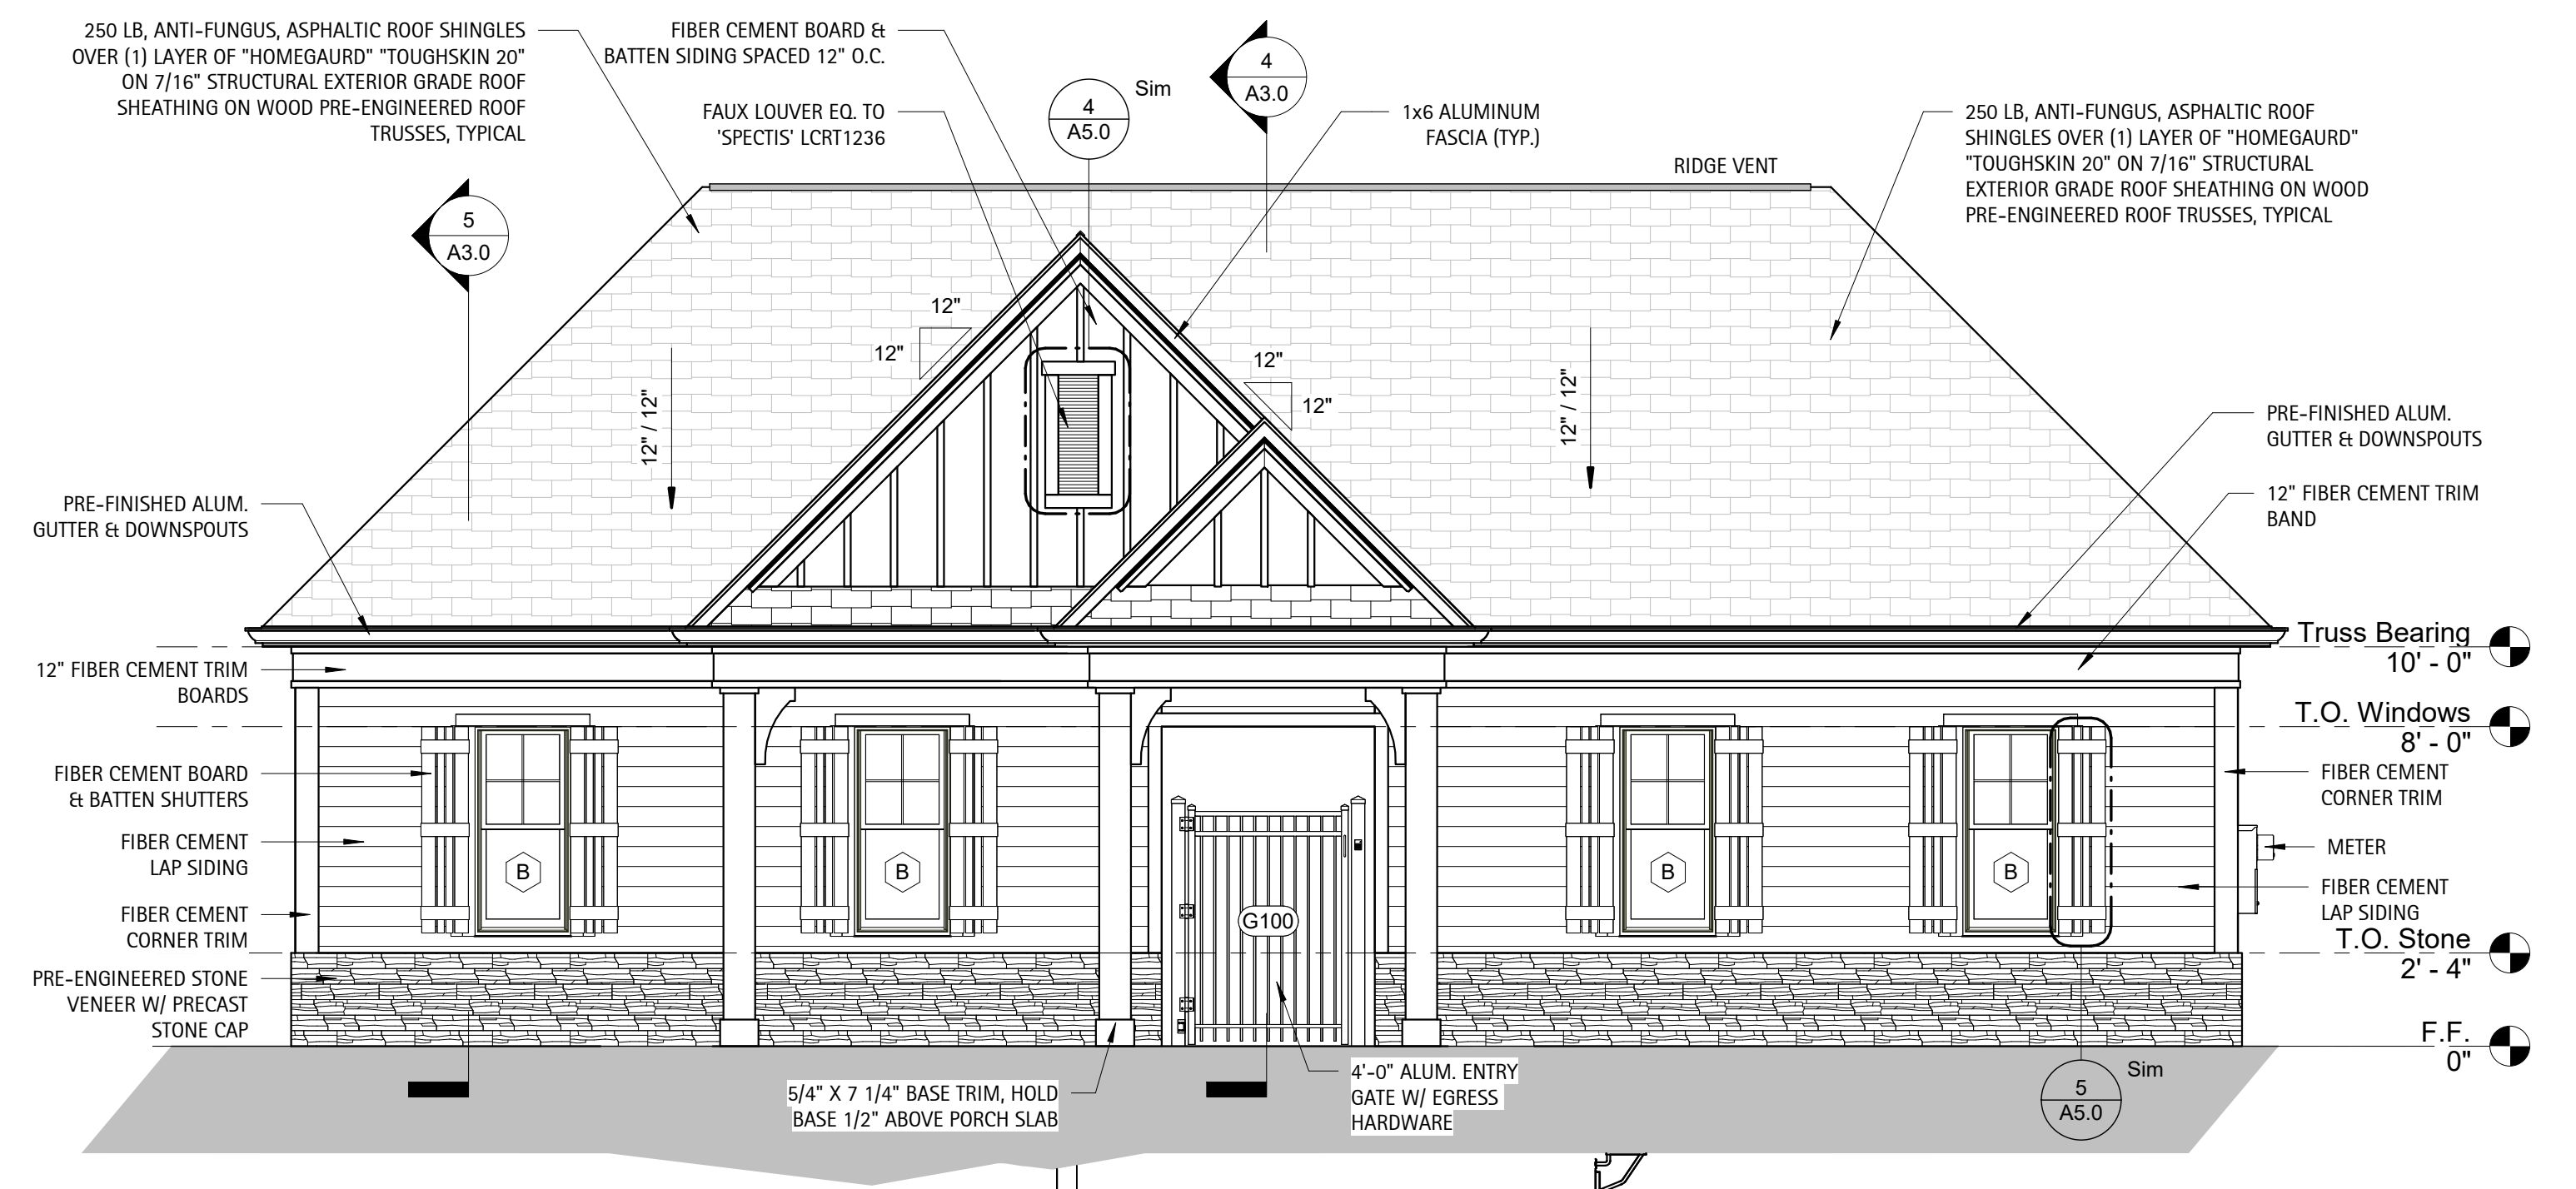 250 LB, ANTI-FUNGUS, ASPHALTIC ROOF SHINGLES
OVER (1) LAYER OF "HOMEGAURD" "TOUGHSKIN 20"
ON 7/16" STRUCTURAL EXTERIOR GRADE ROOF
SHEATHING ON WOOD PRE-ENGINEERED ROOF
TRUSSES, TYPICAL
FIBER CEMENT BOARD &
BATTEN SIDING SPACED 12" O.C.
FAUX LOUVER EQ. TO
'SPECTIS' LCRT1236
4
A5.0
Sim
4
A3.0
1x6 ALUMINUM
FASCIA (TYP.)
RIDGE VENT
250 LB, ANTI-FUNGUS, ASPHALTIC ROOF
SHINGLES OVER (1) LAYER OF "HOMEGAURD"
"TOUGHSKIN 20" ON 7/16" STRUCTURAL
EXTERIOR GRADE ROOF SHEATHING ON WOOD
PRE-ENGINEERED ROOF TRUSSES, TYPICAL
5
A3.0
12"
12"
12"
12"
12" / 12"
12" / 12"
PRE-FINISHED ALUM.
GUTTER & DOWNSPOUTS
12" FIBER CEMENT TRIM
BAND
PRE-FINISHED ALUM.
GUTTER & DOWNSPOUTS
12" FIBER CEMENT TRIM
BOARDS
FIBER CEMENT BOARD
& BATTEN SHUTTERS
FIBER CEMENT
LAP SIDING
FIBER CEMENT
CORNER TRIM
PRE-ENGINEERED STONE
VENEER W/ PRECAST
STONE CAP
B
B
B
B
G100
Truss Bearing
10' - 0"
T.O. Windows
8' - 0"
FIBER CEMENT
CORNER TRIM
METER
FIBER CEMENT
LAP SIDING
T.O. Stone
2' - 4"
F.F.
0"
5/4" X 7 1/4" BASE TRIM, HOLD
BASE 1/2" ABOVE PORCH SLAB
4'-0" ALUM. ENTRY
GATE W/ EGRESS
HARDWARE
5
A5.0
Sim